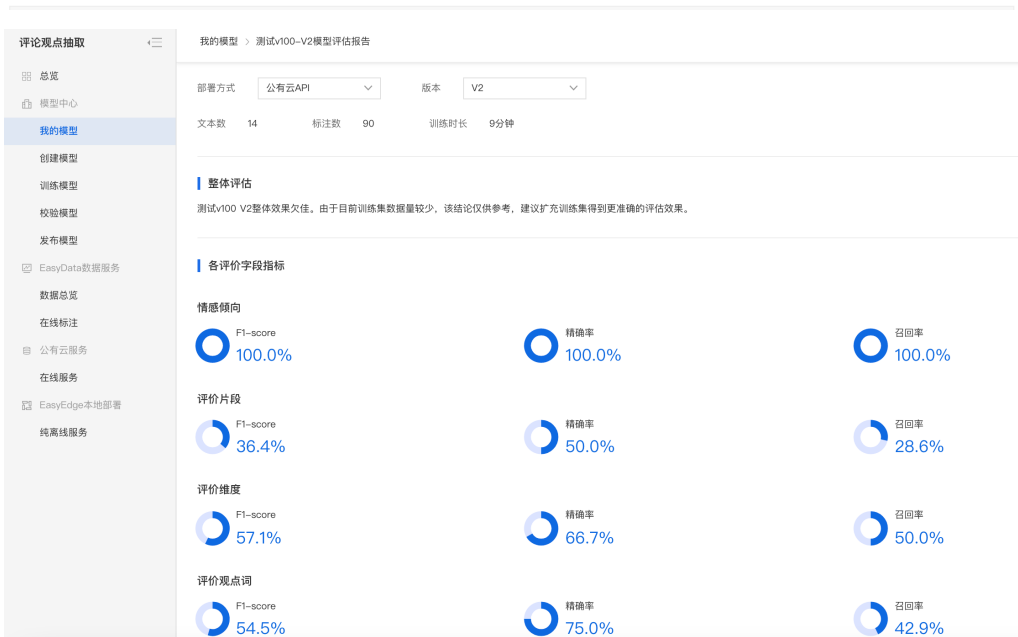 评论观点抽取
总览
模型中心
我的模型
创建模型
训练模型
校验模型
发布模型
EasyData数据服务
数据总览
在线标注
公有云服务
在线服务
EasyEdge本地部署
纯离线服务
我的模型 > 测试v100-V2模型评估报告
部署方式 公有云API 版本 V2
文本数 14 标注数 90 训练时长 9分钟
整体评估
测试v100 V2整体效果欠佳。由于目前训练集数据量较少，该结论仅供参考，建议扩充训练集得到更准确的评估效果。
各评价字段指标
情感倾向
F1-score 精确率 召回率
100.0% 100.0% 100.0%
评价片段
F1-score 精确率 召回率
36.4% 50.0% 28.6%
评价维度
F1-score 精确率 召回率
57.1% 66.7% 50.0%
评价观点词
F1-score 精确率 召回率
54.5% 75.0% 42.9%